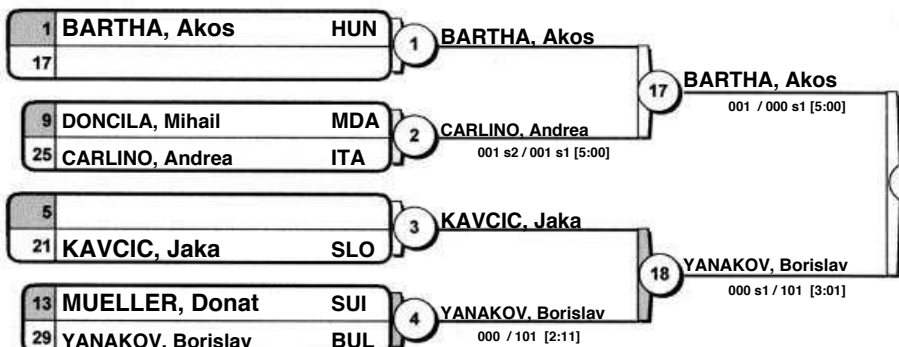 1 BARTHA, Akos HUN
17
1
BARTHA, Akos
9 DONCILA, Mihail MDA
25 CARLINO, Andrea ITA
2
CARLINO, Andrea
001 s2 / 001 s1 [5:00]
17
BARTHA, Akos
001 / 000 s1 [5:00]
5
21 KAVCIC, Jaka SLO
3
KAVCIC, Jaka
13 MUELLER, Donat SUI
29 YANAKOV, Borislav BUL
4
YANAKOV, Borislav
000 / 101 [2:11]
18
YANAKOV, Borislav
000 s1 / 101 [3:01]